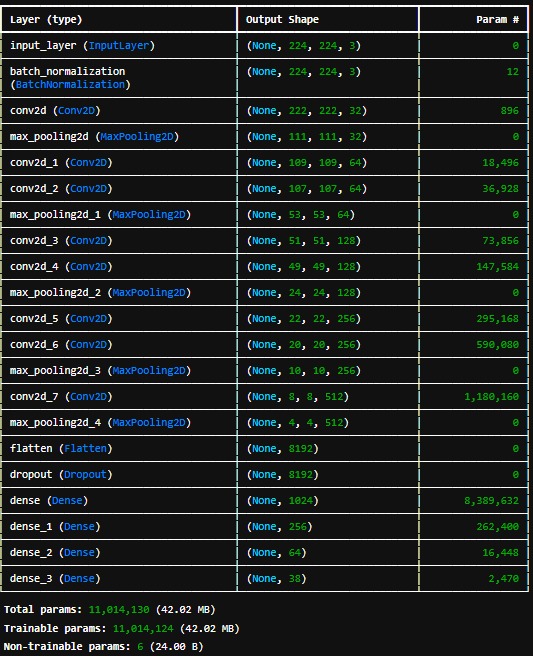 Layer (type) Output Shape Param #
input_layer (InputLayer) (None, 224, 224, 3) 0
batch_normalization (None, 224, 224, 3) 12
(BatchNormalization)
conv2d (Conv2D) (None, 222, 222, 32) 896
max_pooling2d (MaxPooling2D) (None, 111, 111, 32) 0
conv2d_1 (Conv2D) (None, 109, 109, 64) 18,496
conv2d_2 (Conv2D) (None, 107, 107, 64) 36,928
max_pooling2d_1 (MaxPooling2D) (None, 53, 53, 64) 0
conv2d_3 (Conv2D) (None, 51, 51, 128) 73,856
conv2d_4 (Conv2D) (None, 49, 49, 128) 147,584
max_pooling2d_2 (MaxPooling2D) (None, 24, 24, 128) 0
conv2d_5 (Conv2D) (None, 22, 22, 256) 295,168
conv2d_6 (Conv2D) (None, 20, 20, 256) 590,080
max_pooling2d_3 (MaxPooling2D) (None, 10, 10, 256) 0
conv2d_7 (Conv2D) (None, 8, 8, 512) 1,180,160
max_pooling2d_4 (MaxPooling2D) (None, 4, 4, 512) 0
flatten (Flatten) (None, 8192) 0
dropout (Dropout) (None, 8192) 0
dense (Dense) (None, 1024) 8,389,632
dense_1 (Dense) (None, 256) 262,400
dense_2 (Dense) (None, 64) 16,448
dense_3 (Dense) (None, 38) 2,470
Total params: 11,014,130 (42.02 MB)
Trainable params: 11,014,124 (42.02 MB)
Non-trainable params: 6 (24.00 B)